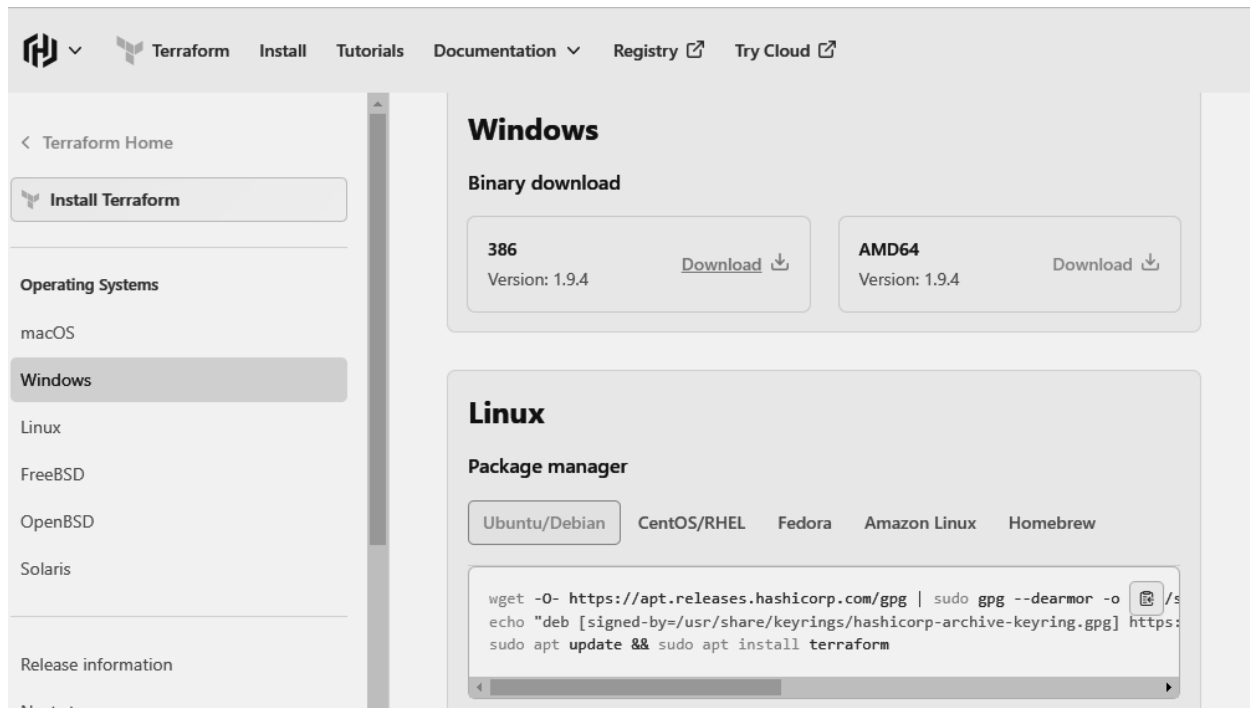 Terraform Install Tutorials Documentation Registry Try Cloud
Terraform Home
Install Terraform
Operating Systems
macOS
Windows
Linux
FreeBSD
OpenBSD
Solaris
Release information
Windows
Binary download
386
Version: 1.9.4
Download
AMD64
Version: 1.9.4
Download
Linux
Package manager
Ubuntu/Debian CentOS/RHEL Fedora Amazon Linux Homebrew
wget -O- https://apt.releases.hashicorp.com/gpg | sudo gpg --dearmor -o /s
echo "deb [signed-by=/usr/share/keyrings/hashicorp-archive-keyring.gpg] https:
sudo apt update && sudo apt install terraform